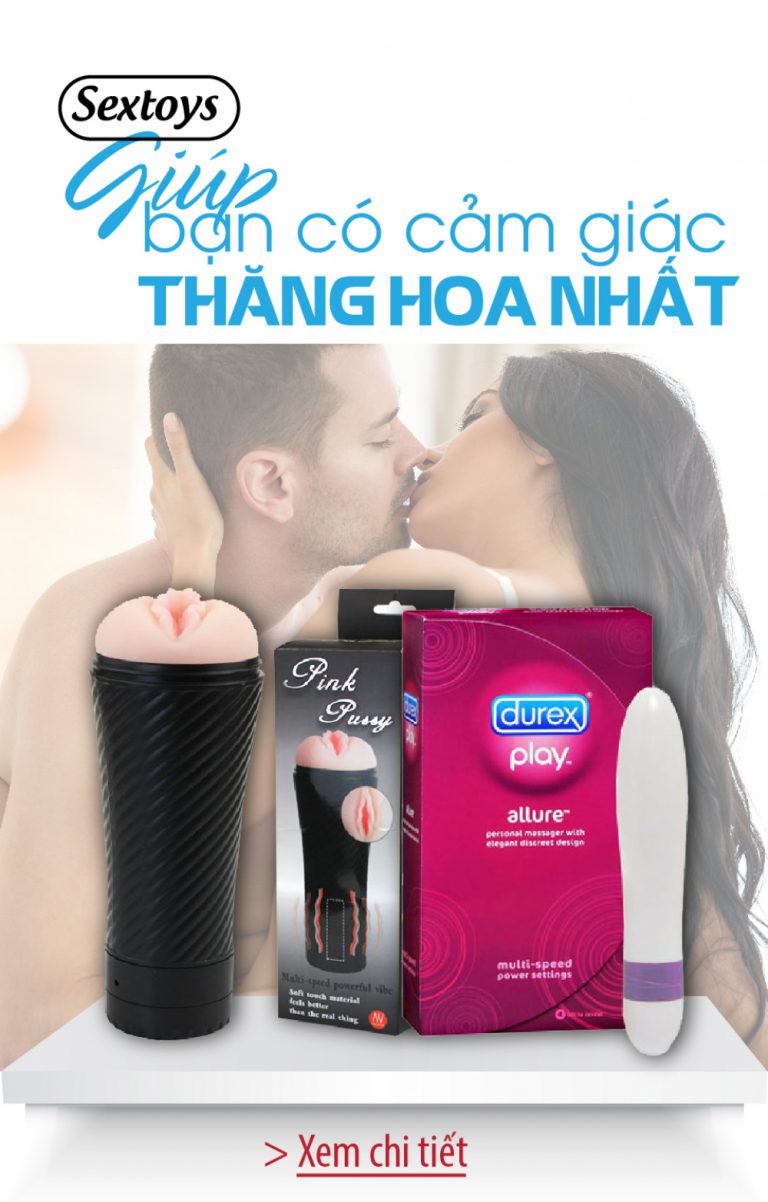 Sextoys
Giúp
bạn có cảm giác
THĂNG HOA NHẤT
Pink
Pussy
Multi-speed powerful vibe
Soft touch material
feels better
than the real thing
durex
play™
allure™
personal massager with
elegant discreet design
multi-speed
power settings
> Xem chi tiết